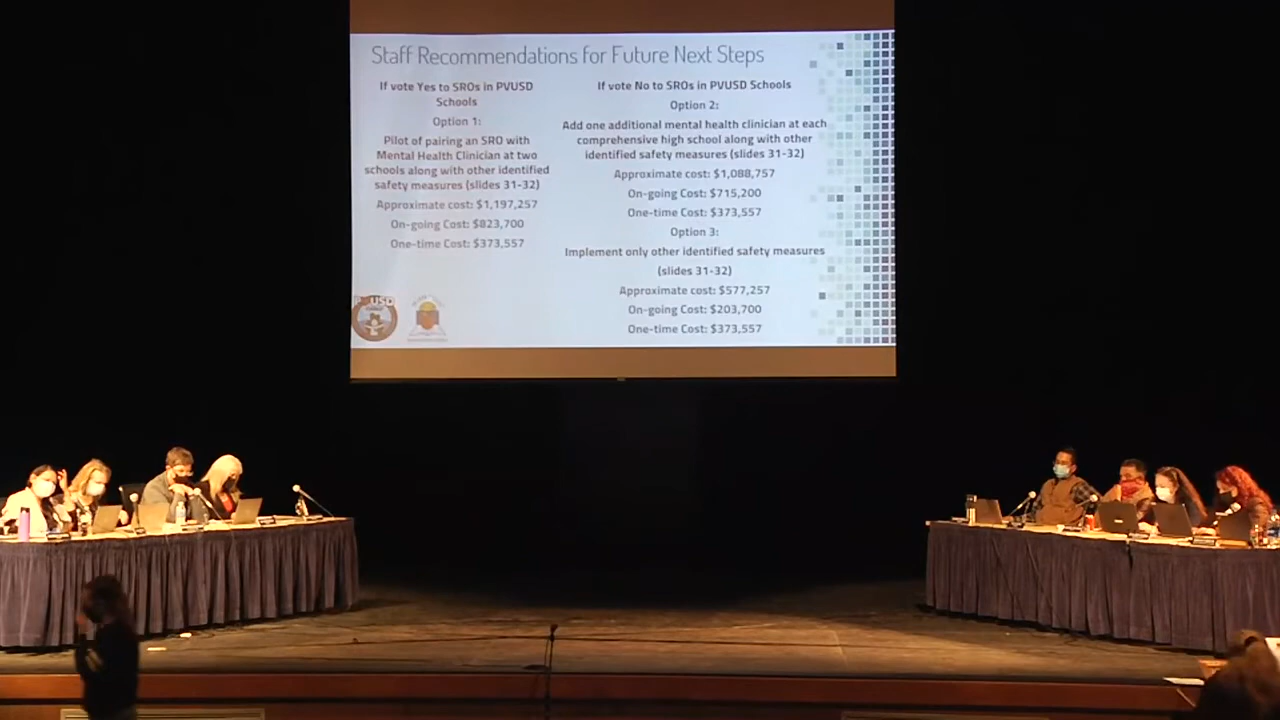 Staff Recommendations for Future Next Steps
If vote Yes to SROs in PVUSD
Schools
Option 1:
Pilot of pairing an SRO with
Mental Health Clinician at two
schools along with other identified
safety measures (slides 31-32)
Approximate cost: $1,197,257
On-going Cost: $823,700
One-time Cost: $373,557
If vote No to SROs in PVUSD Schools
Option 2:
Add one additional mental health clinician at each
comprehensive high school along with other
identified safety measures (slides 31-32)
Approximate cost: $1,088,757
On-going Cost: $715,200
One-time Cost: $373,557
Option 3:
Implement only other identified safety measures
(slides 31-32)
Approximate cost: $577,257
On-going Cost: $203,700
One-time Cost: $373,557